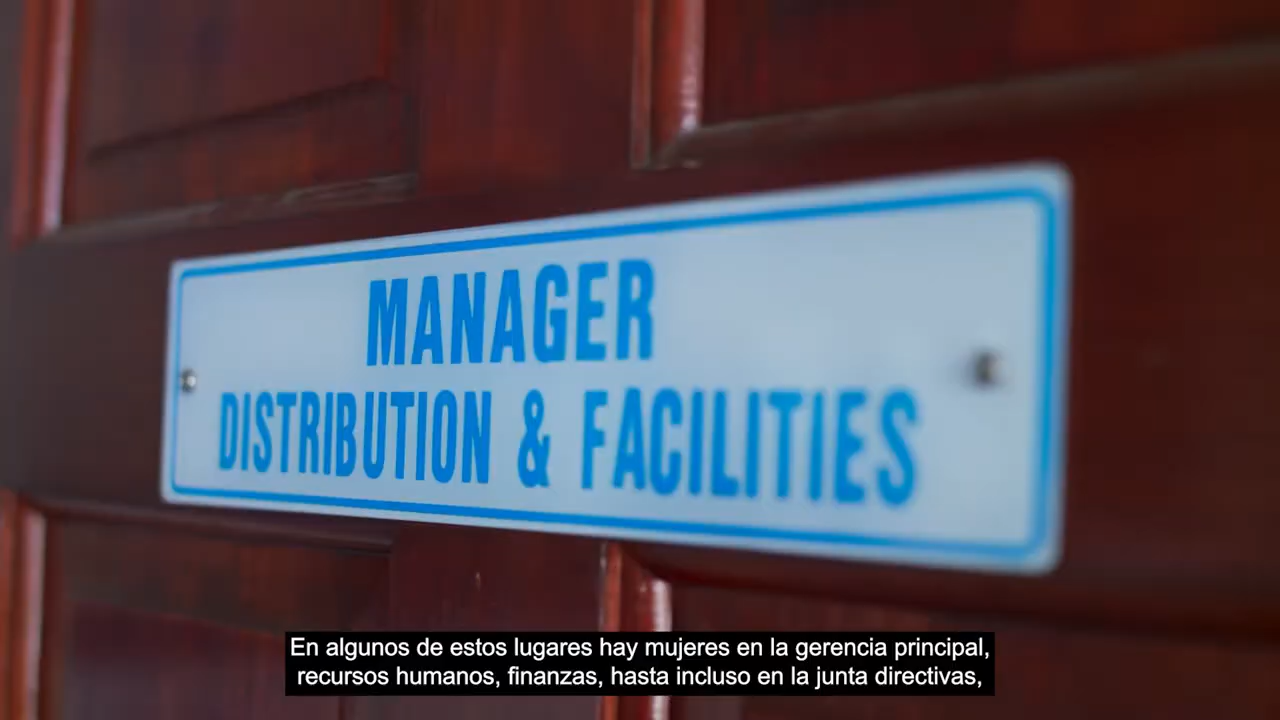 MANAGER
DISTRIBUTION & FACILITIES
En algunos de estos lugares hay mujeres en la gerencia principal,
recursos humanos, finanzas, hasta incluso en la junta directivas,